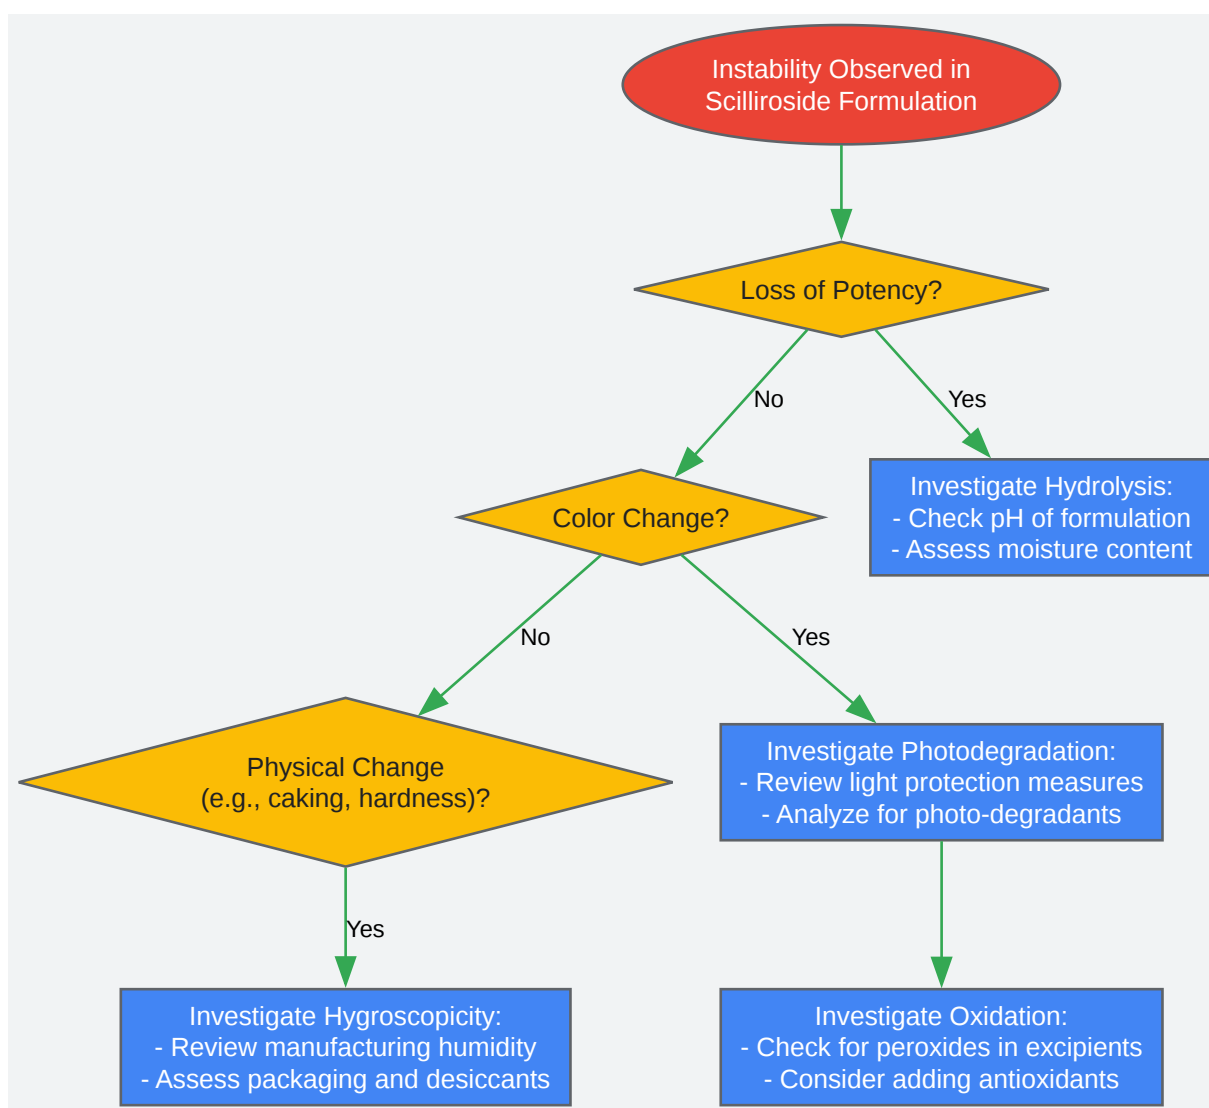 Instability Observed in
Scilliroside Formulation
Loss of Potency?
No
Yes
Investigate Hydrolysis:
- Check pH of formulation
- Assess moisture content
Color Change?
No
Yes
Physical Change
(e.g., caking, hardness)?
Investigate Photodegradation:
- Review light protection measures
- Analyze for photo-degradants
Yes
Investigate Hygroscopicity:
- Review manufacturing humidity
- Assess packaging and desiccants
Investigate Oxidation:
- Check for peroxides in excipients
- Consider adding antioxidants